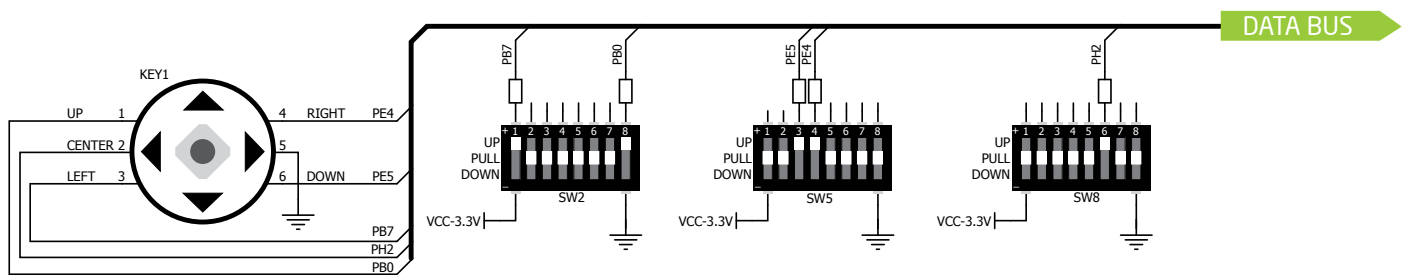 DATA BUS
KEY1
UP 1
CENTER 2
LEFT 3
4 RIGHT PE4
5
6 DOWN PE5
PB7
PH2
PB0
PB7
PB0
+ 1 2 3 4 5 6 7 8
UP
PULL
DOWN
–
SW2
VCC-3.3V
PE5
PE4
+ 1 2 3 4 5 6 7 8
UP
PULL
DOWN
–
SW5
VCC-3.3V
PH2
+ 1 2 3 4 5 6 7 8
UP
PULL
DOWN
–
SW8
VCC-3.3V